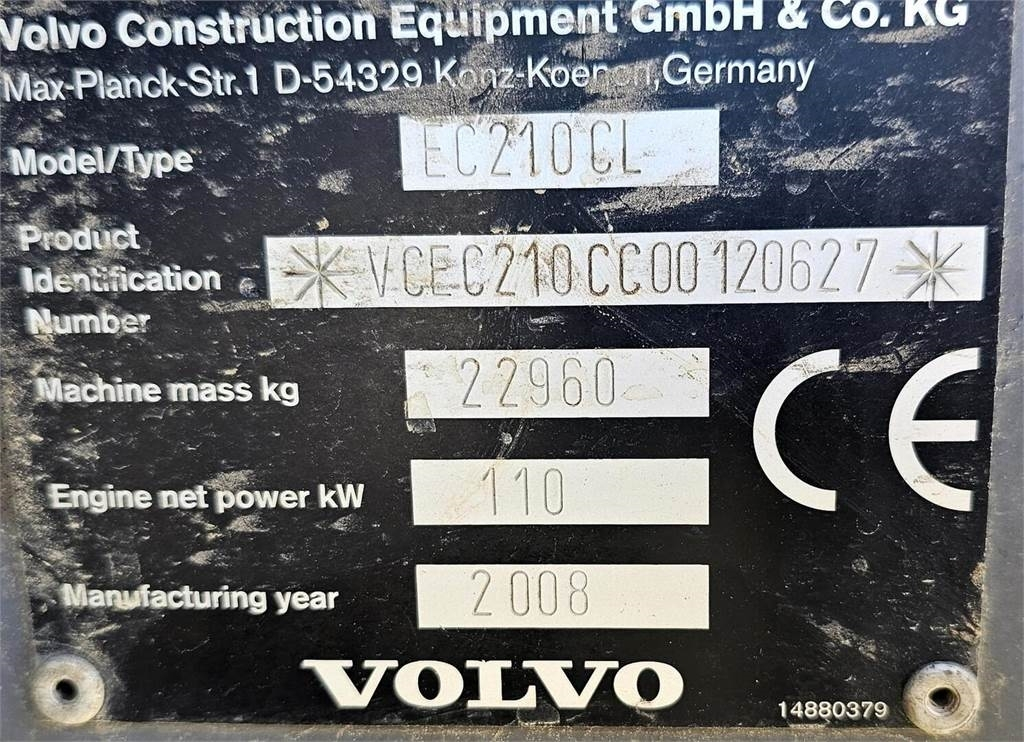 Volvo Construction Equipment GmbH & Co. KG
Max-Planck-Str.1 D-54329 Konz-Koenen, Germany
Model/Type EC210CL
Product
Identification *VCEC210CC00120627*
Number
Machine mass kg 22960
Engine net power kW 110
Manufacturing year 2008
CE
VOLVO
14880379